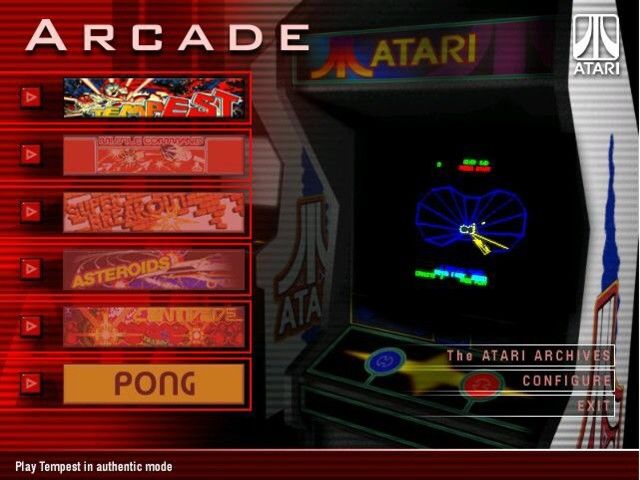 ARCADE
ATARI
ATARI
TEMPEST
MISSILE COMMAND
SUPER
BREAKOUT
ASTEROIDS
CENTIPEDE
PONG
ATARI
The ATARI ARCHIVES
CONFIGURE
EXIT
Play Tempest in authentic mode